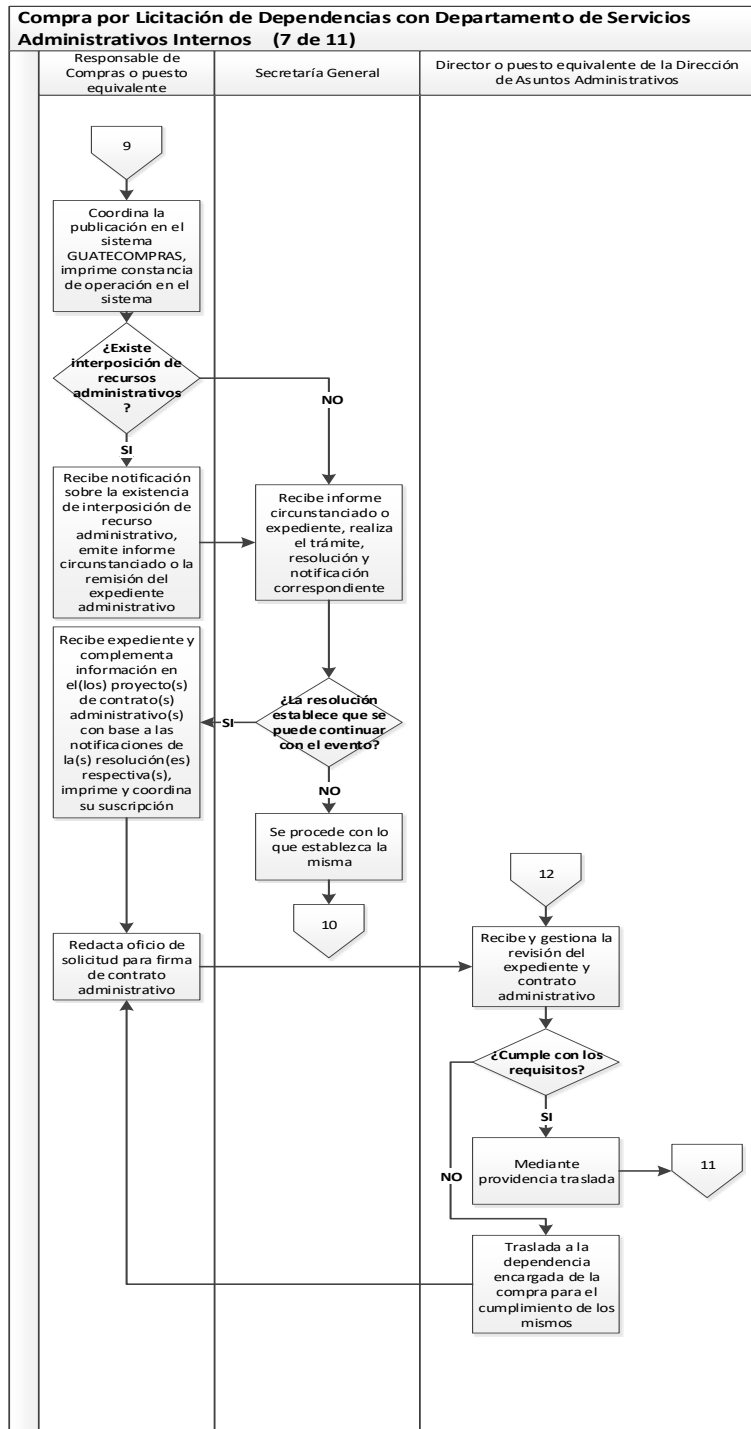 Compra por Licitación de Dependencias con Departamento de Servicios
Administrativos Internos (7 de 11)
Responsable de
Compras o puesto
equivalente
Secretaría General
Director o puesto equivalente de la Dirección
de Asuntos Administrativos
9
Coordina la
publicación en el
sistema
GUATECOMPRAS,
imprime constancia
de operación en el
sistema
¿Existe
interposición de
recursos
administrativos
?
NO
SI
Recibe notificación
sobre la existencia
de interposición de
recurso
administrativo,
emite informe
circunstanciado o la
remisión del
expediente
administrativo
Recibe informe
circunstanciado o
expediente, realiza
el trámite,
resolución y
notificación
correspondiente
Recibe expediente y
complementa
información en
el(los) proyecto(s)
de contrato(s)
administrativo(s)
con base a las
notificaciones de
la(s) resolución(es)
respectiva(s),
imprime y coordina
su suscripción
SI
¿La resolución
establece que se
puede continuar
con el evento?
NO
Se procede con lo
que establezca la
misma
10
12
Redacta oficio de
solicitud para firma
de contrato
administrativo
Recibe y gestiona la
revisión del
expediente y
contrato
administrativo
¿Cumple con los
requisitos?
SI
Mediante
providencia traslada
11
NO
Traslada a la
dependencia
encargada de la
compra para el
cumplimiento de los
mismos